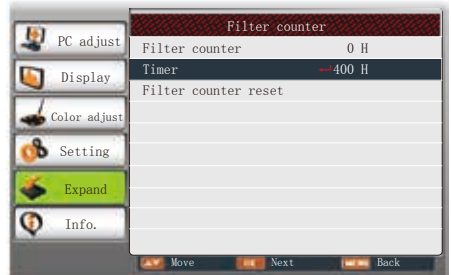 Filter counter
PC adjust
Filter counter 0 H
Timer 400 H
Display
Filter counter reset
Color adjust
Setting
Expand
Info.
Move Next Back